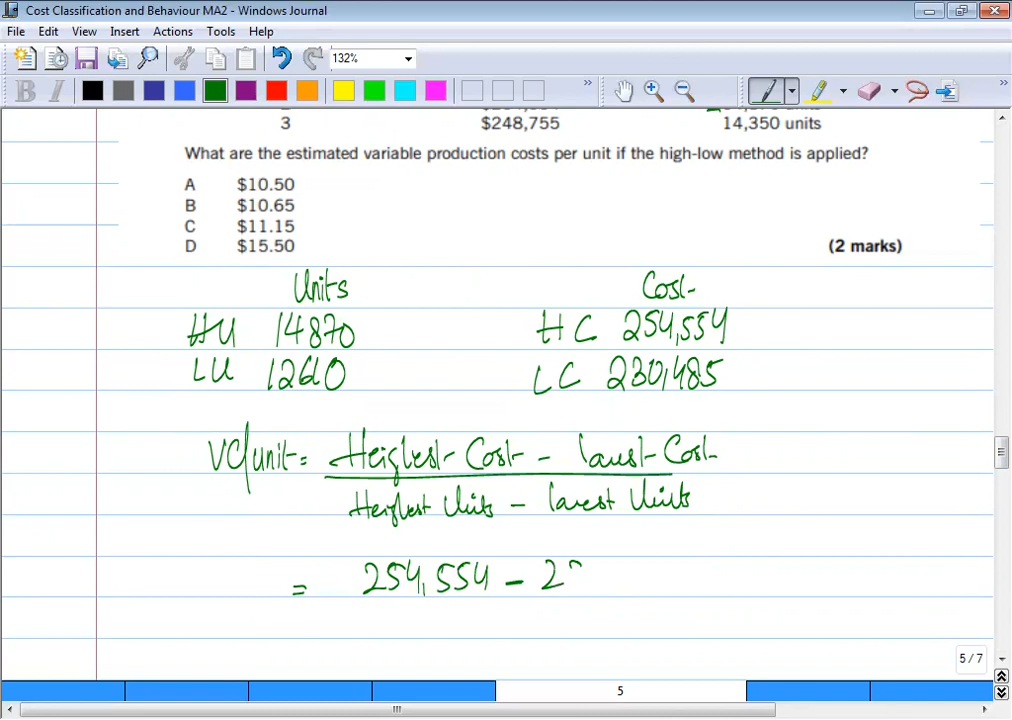 Cost Classification and Behaviour MA2 - Windows Journal
File Edit View Insert Actions Tools Help
132%
B I
3 $248,755 14,350 units
What are the estimated variable production costs per unit if the high-low method is applied?
A $10.50
B $10.65
C $11.15
D $15.50 (2 marks)
Units Cost
HU 14870 HC 254,554
LU 12610 LC 230,485
VC/unit = Heighest Cost - lowest Cost
Heighest Units - lowest Units
= 254,554 - 2
5 / 7
5